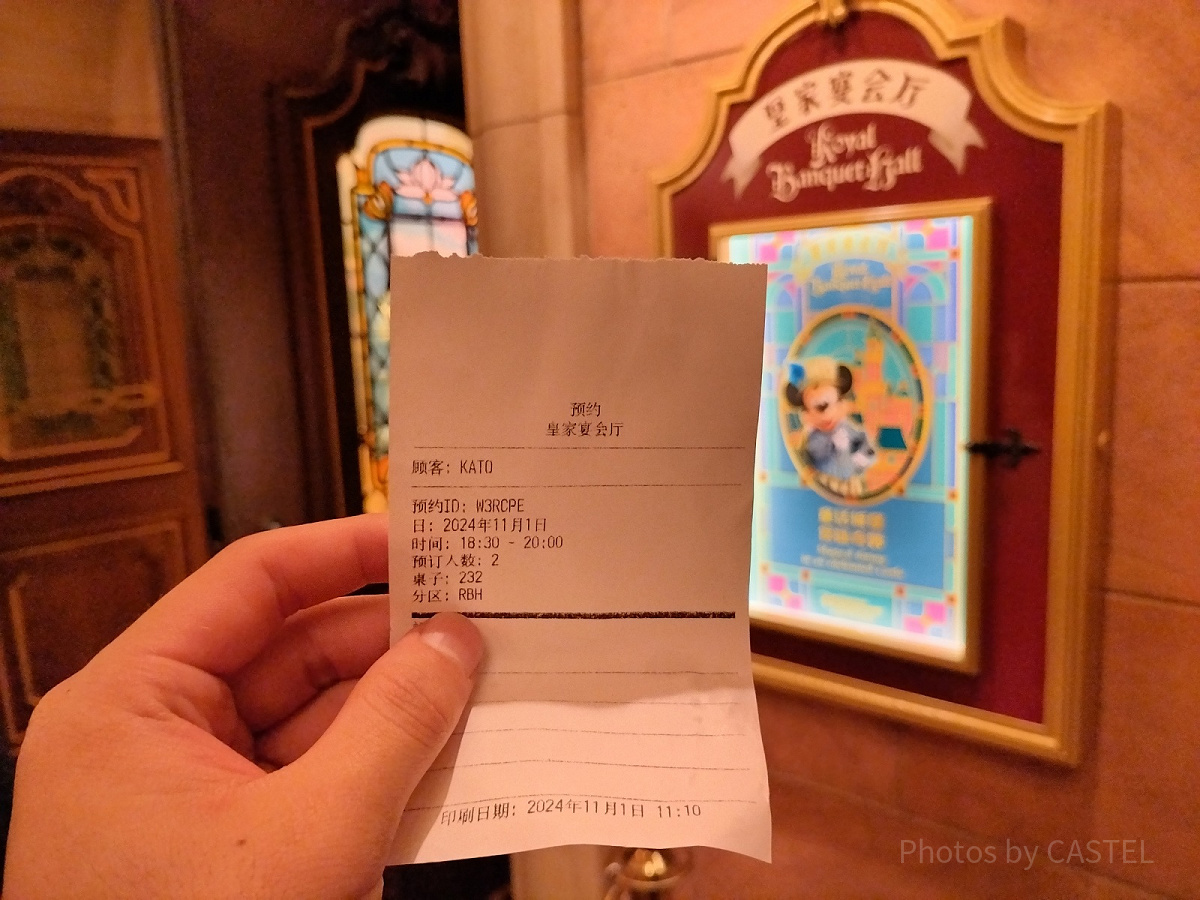 皇家宴会厅
Royal
Banquet Hall
预约
皇家宴会厅
顾客: KATO
预约ID: W3RCPE
日: 2024年11月1日
时间: 18:30 - 20:00
预订人数: 2
桌子: 232
分区: RBH
印刷日期: 2024年11月1日 11:10
Photos by CASTEL